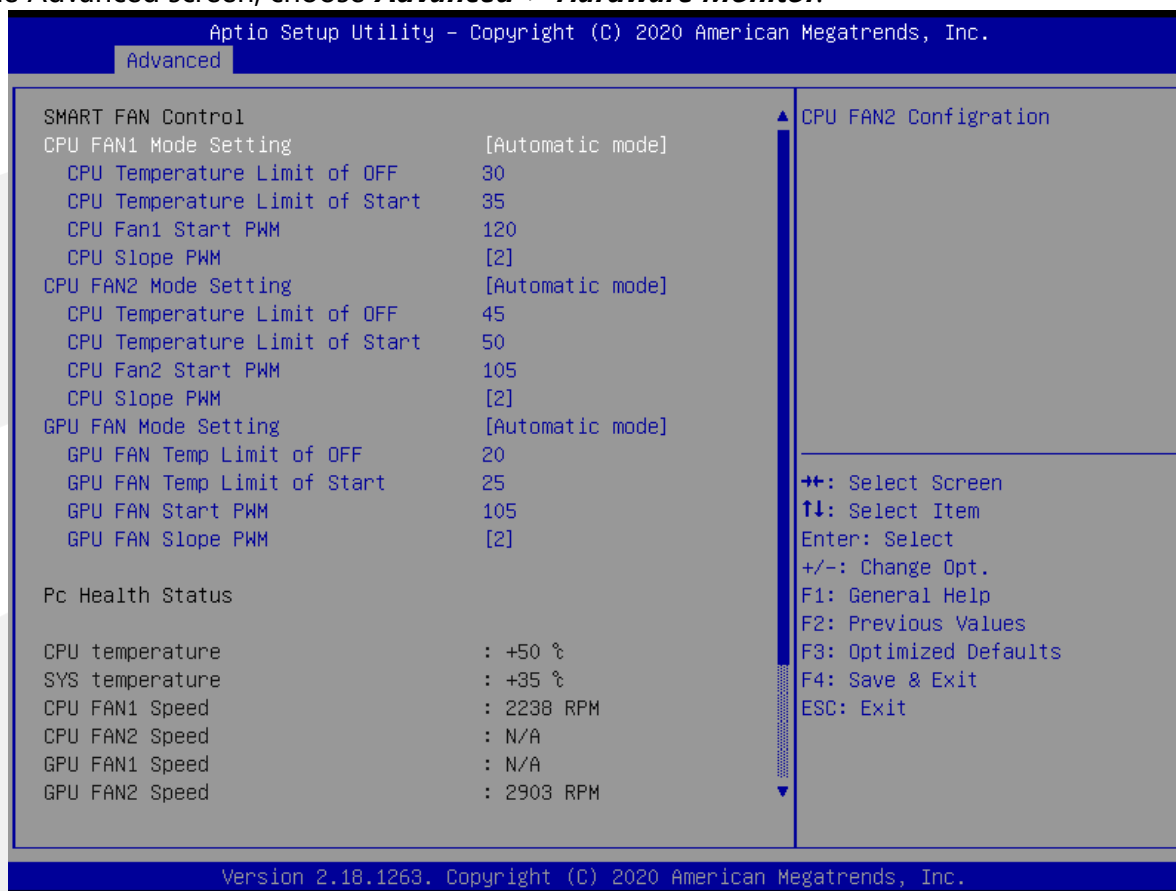 Advanced screen, choose Advanced → Hardware Monitor.
Aptio Setup Utility – Copyright (C) 2020 American Megatrends, Inc.
Advanced
SMART FAN Control
CPU FAN1 Mode Setting [Automatic mode]
CPU Temperature Limit of OFF 30
CPU Temperature Limit of Start 35
CPU Fan1 Start PWM 120
CPU Slope PWM [2]
CPU FAN2 Mode Setting [Automatic mode]
CPU Temperature Limit of OFF 45
CPU Temperature Limit of Start 50
CPU Fan2 Start PWM 105
CPU Slope PWM [2]
GPU FAN Mode Setting [Automatic mode]
GPU FAN Temp Limit of OFF 20
GPU FAN Temp Limit of Start 25
GPU FAN Start PWM 105
GPU FAN Slope PWM [2]
Pc Health Status
CPU temperature : +50 ℃
SYS temperature : +35 ℃
CPU FAN1 Speed : 2238 RPM
CPU FAN2 Speed : N/A
GPU FAN1 Speed : N/A
GPU FAN2 Speed : 2903 RPM
CPU FAN2 Configration
→←: Select Screen
↑↓: Select Item
Enter: Select
+/-: Change Opt.
F1: General Help
F2: Previous Values
F3: Optimized Defaults
F4: Save & Exit
ESC: Exit
Version 2.18.1263. Copyright (C) 2020 American Megatrends, Inc.